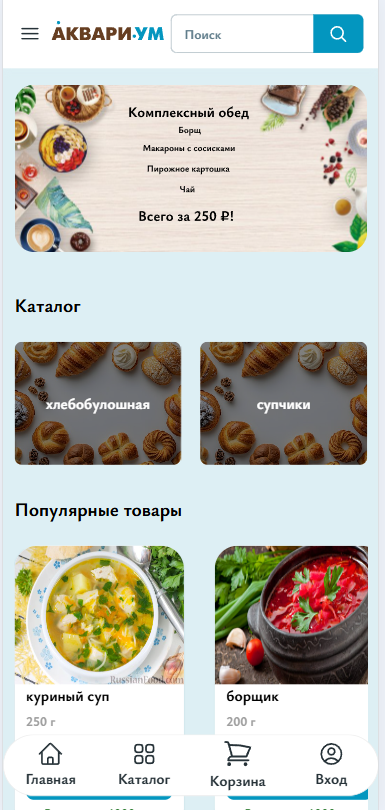 АКВАРИ·УМ
Поиск
Комплексный обед
Борщ
Макароны с сосисками
Пирожное картошка
Чай
Всего за 250 ₽!
Каталог
хлебобулошная
супчики
Популярные товары
RussianFood.com
куриный суп
борщик
250 г
200 г
Главная
Каталог
Корзина
Вход